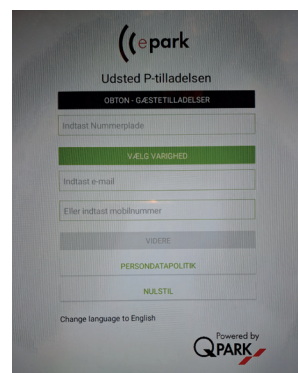 epark
Udsted P-tilladelsen
OBTON - GÆSTETILLADELSER
Indtast Nummerplade
VÆLG VARIGHED
Indtast e-mail
Eller indtast mobilnummer
VIDERE
PERSONDATAPOLITIK
NULSTIL
Change language to English
Powered by
QPARK